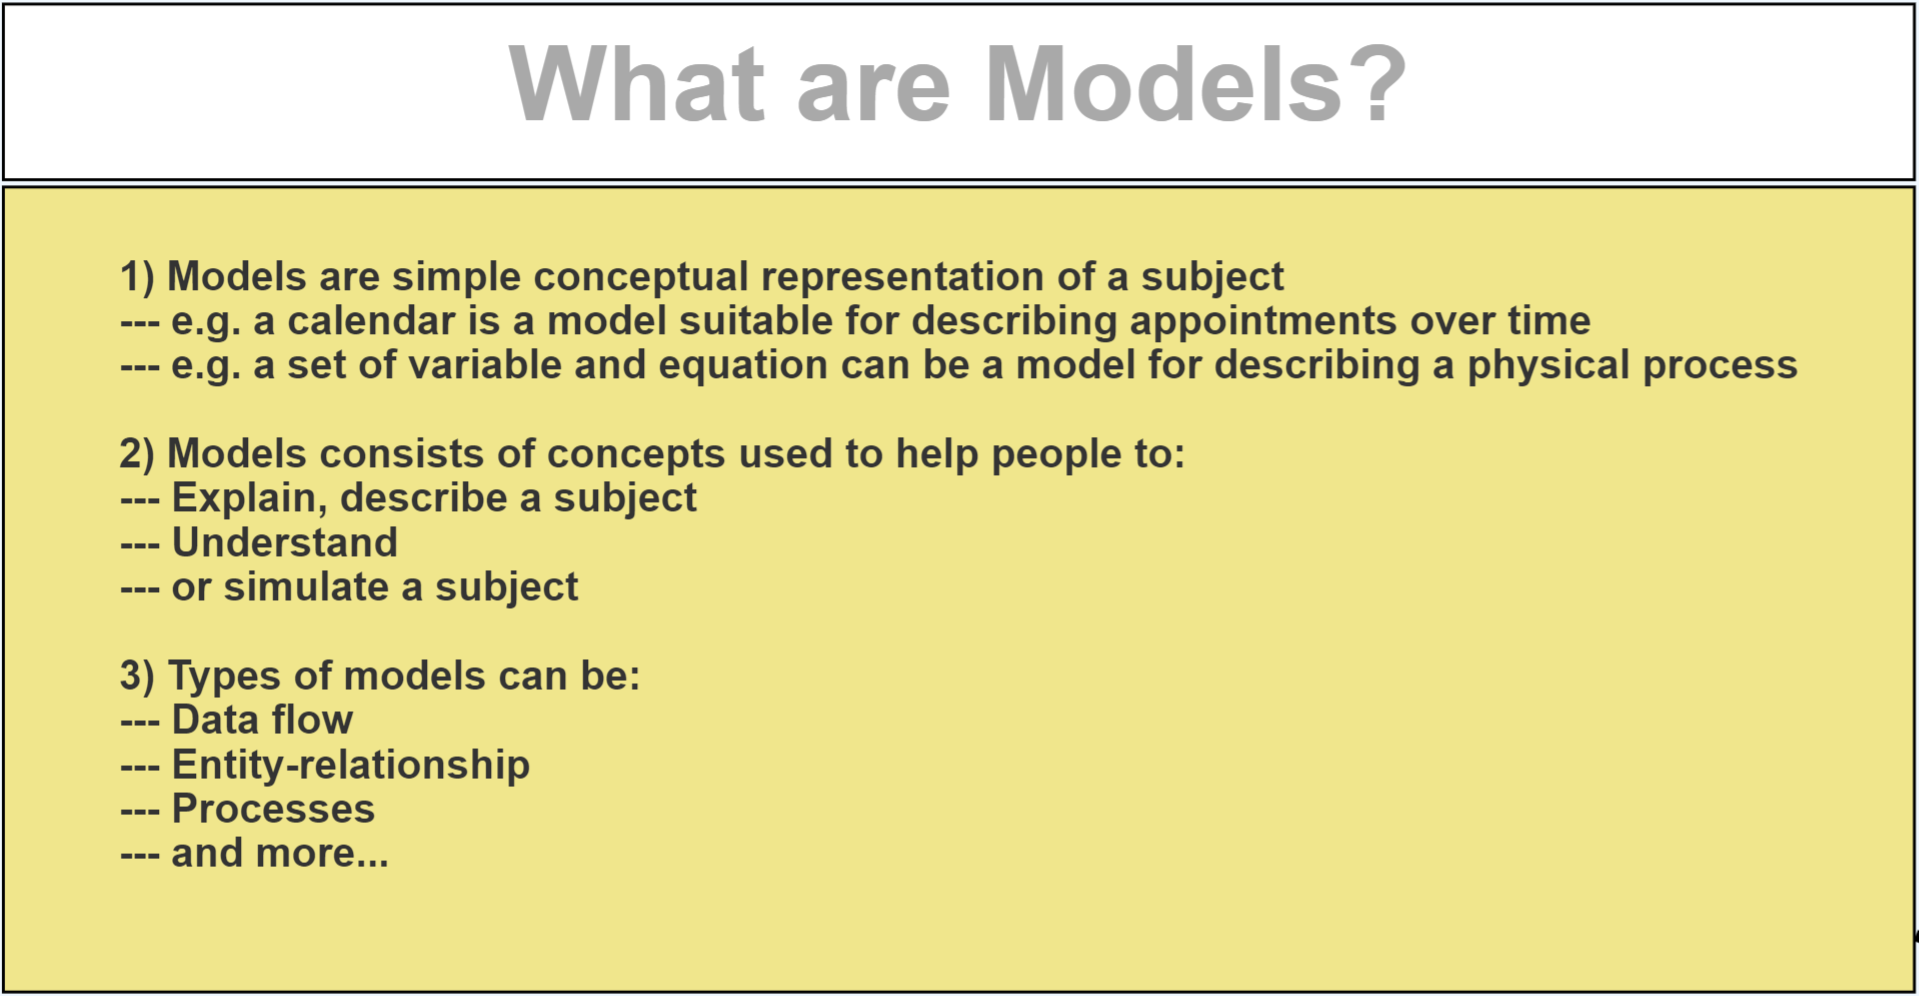 What are Models?
1) Models are simple conceptual representation of a subject
--- e.g. a calendar is a model suitable for describing appointments over time
--- e.g. a set of variable and equation can be a model for describing a physical process
2) Models consists of concepts used to help people to:
--- Explain, describe a subject
--- Understand
--- or simulate a subject
3) Types of models can be:
--- Data flow
--- Entity-relationship
--- Processes
--- and more...